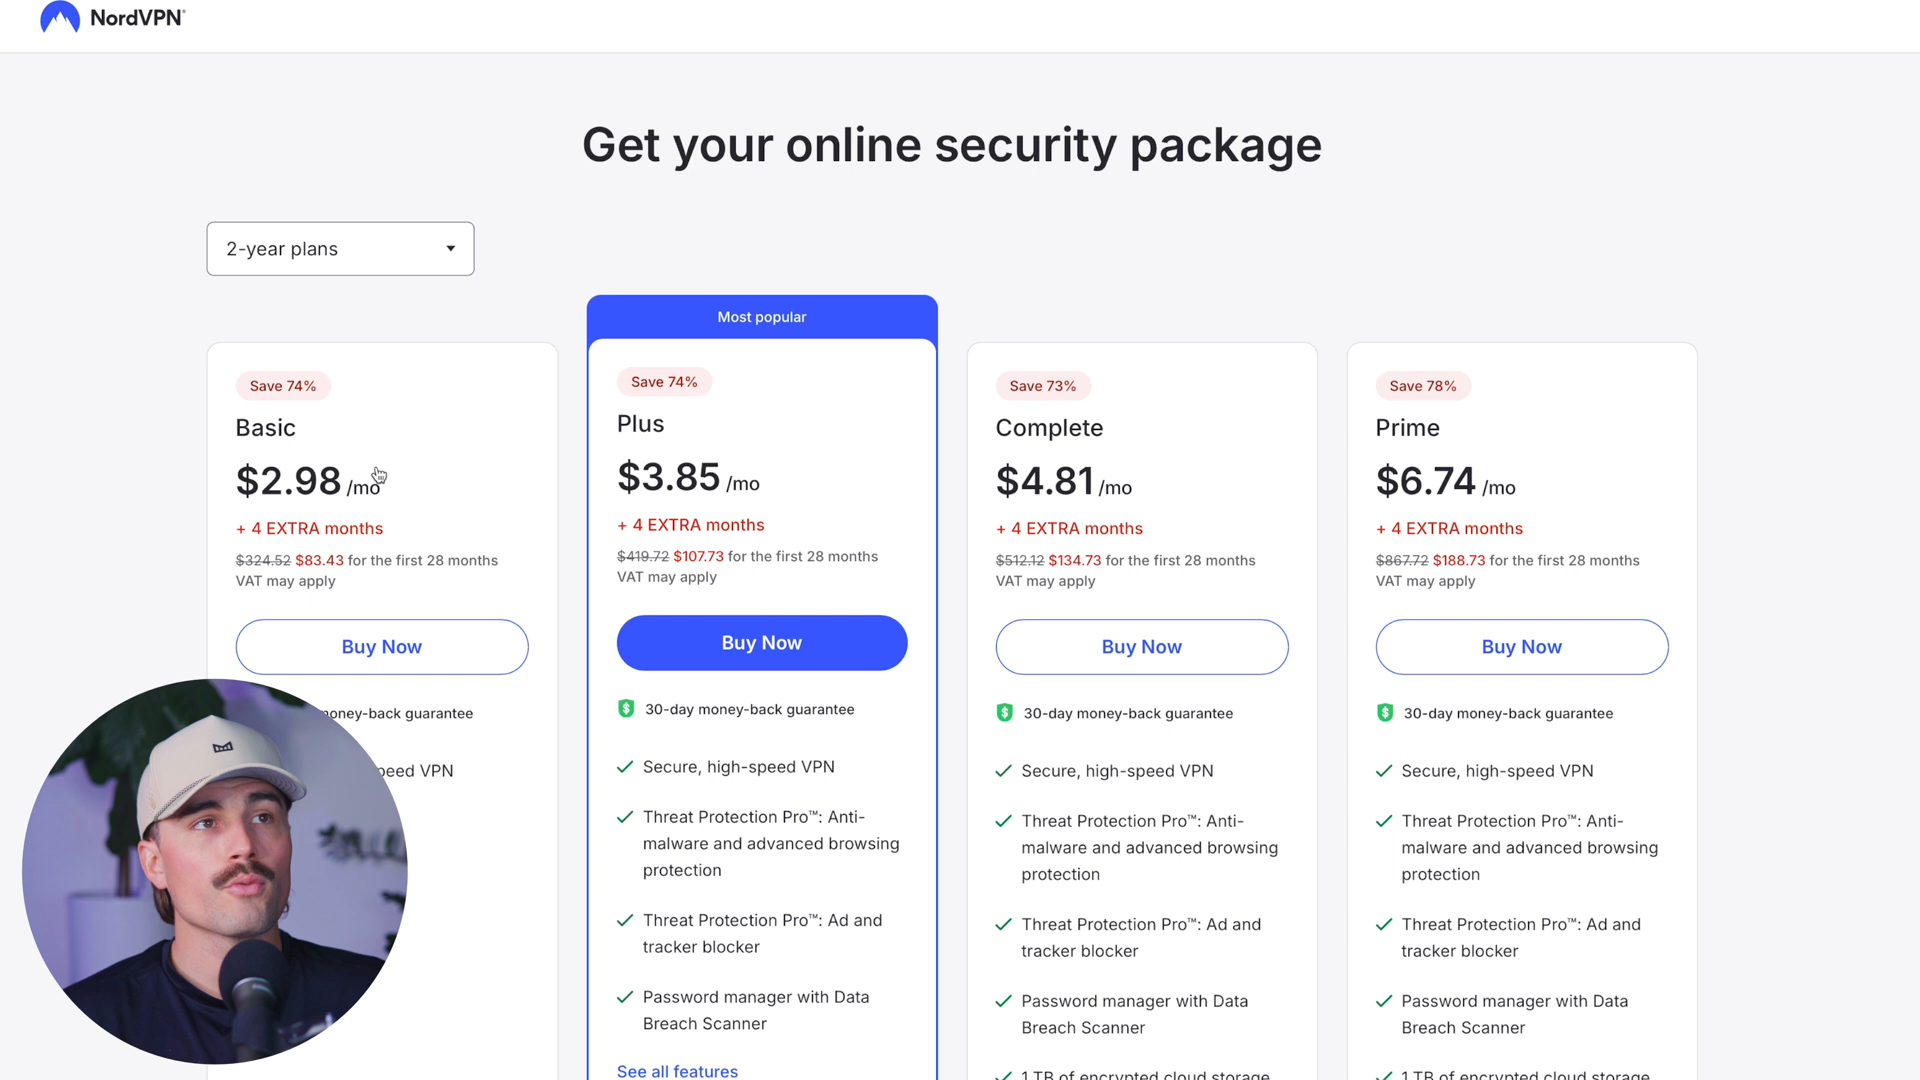 NordVPN®
Get your online security package
2-year plans
Save 74%
Basic
$2.98 /mo
+ 4 EXTRA months
$324.52 $83.43 for the first 28 months
VAT may apply
Buy Now
money-back guarantee
speed VPN
Most popular
Save 74%
Plus
$3.85 /mo
+ 4 EXTRA months
$419.72 $107.73 for the first 28 months
VAT may apply
Buy Now
30-day money-back guarantee
Secure, high-speed VPN
Threat Protection Pro™: Anti-
malware and advanced browsing
protection
Threat Protection Pro™: Ad and
tracker blocker
Password manager with Data
Breach Scanner
See all features
Save 73%
Complete
$4.81 /mo
+ 4 EXTRA months
$512.12 $134.73 for the first 28 months
VAT may apply
Buy Now
30-day money-back guarantee
Secure, high-speed VPN
Threat Protection Pro™: Anti-
malware and advanced browsing
protection
Threat Protection Pro™: Ad and
tracker blocker
Password manager with Data
Breach Scanner
1 TB of encrypted cloud storage
Save 78%
Prime
$6.74 /mo
+ 4 EXTRA months
$867.72 $188.73 for the first 28 months
VAT may apply
Buy Now
30-day money-back guarantee
Secure, high-speed VPN
Threat Protection Pro™: Anti-
malware and advanced browsing
protection
Threat Protection Pro™: Ad and
tracker blocker
Password manager with Data
Breach Scanner
1 TB of encrypted cloud storage